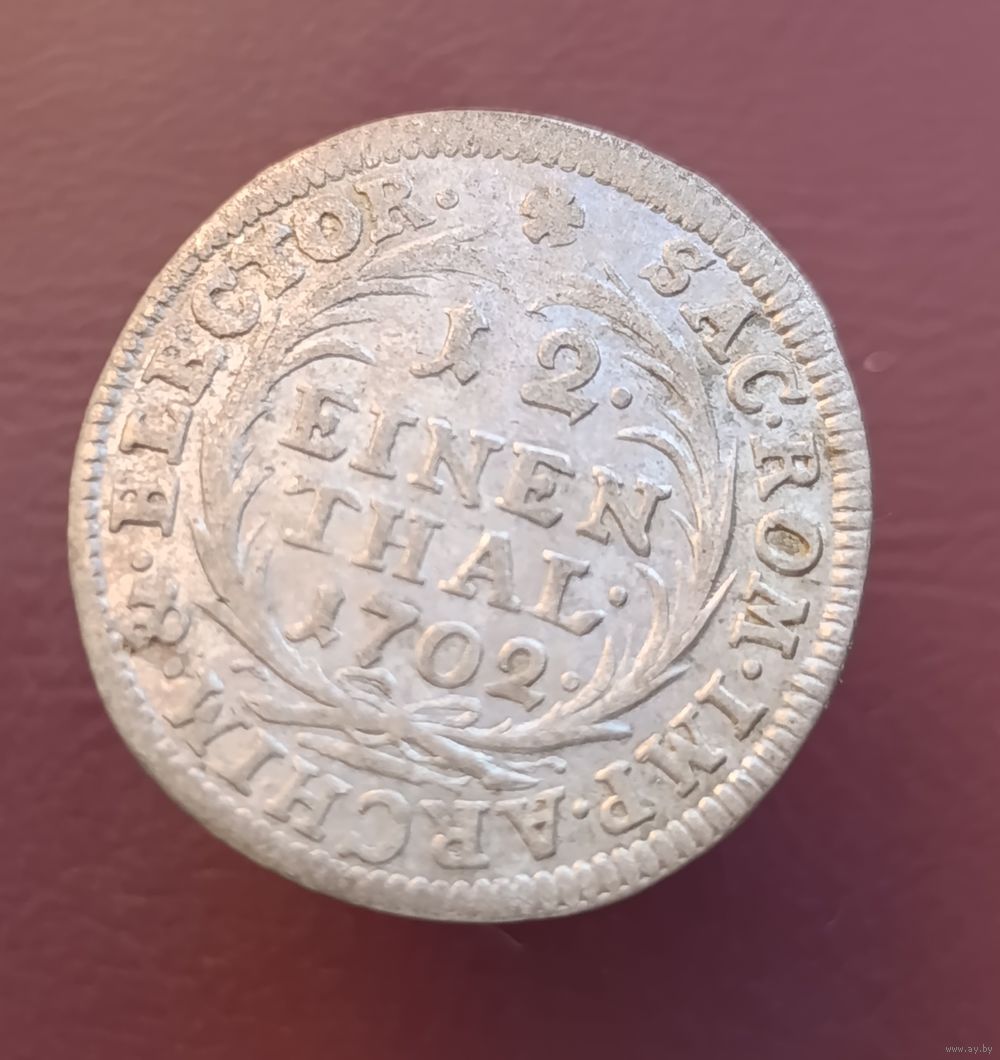 SAC·ROM·IMP·ARCHIM·&·ELECTOR·
12·
EINEN
THAL·
1702·
www.ay.by